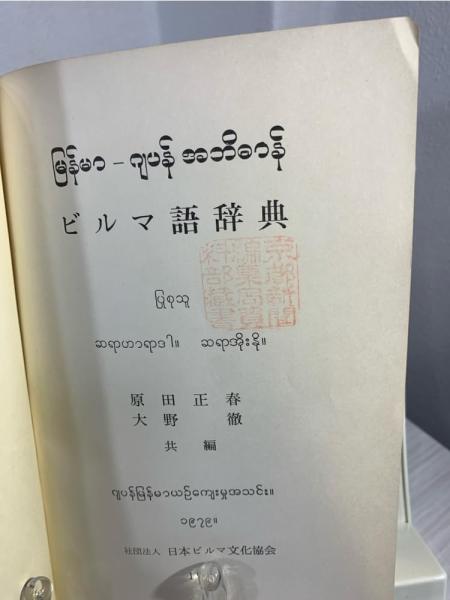 မြန်မာ – ဂျပန် အဘိဓာန်
ビルマ語辞典
ပြုစုသူ
ဆရာဟာရာဒါ။ ဆရာအိုးနို။
原田正春
大野徹
共編
ဂျပန်မြန်မာယဉ်ကျေးမှုအသင်း။
၁၉၇၉။
社団法人 日本ビルマ文化協会